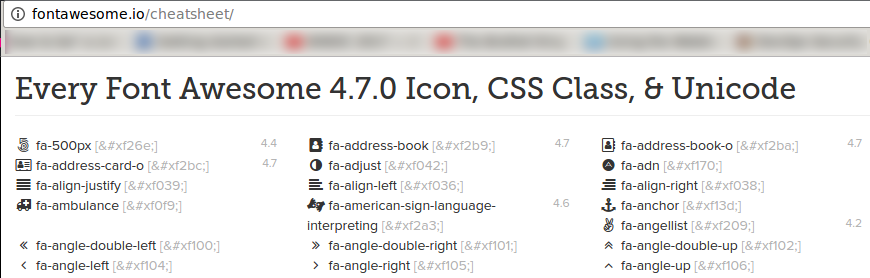 fontawesome.io/cheatsheet/
Every Font Awesome 4.7.0 Icon, CSS Class, & Unicode
fa-500px [&#xf26e;] 4.4 fa-address-book [&#xf2b9;] 4.7 fa-address-book-o [&#xf2ba;] 4.7
fa-address-card-o [&#xf2bc;] 4.7 fa-adjust [&#xf042;] fa-adn [&#xf170;]
fa-align-justify [&#xf039;] fa-align-left [&#xf036;] fa-align-right [&#xf038;]
fa-ambulance [&#xf0f9;] fa-american-sign-language- 4.6 fa-anchor [&#xf13d;]
interpreting [&#xf2a3;] fa-angellist [&#xf209;] 4.2
fa-angle-double-left [&#xf100;] fa-angle-double-right [&#xf101;] fa-angle-double-up [&#xf102;]
fa-angle-left [&#xf104;] fa-angle-right [&#xf105;] fa-angle-up [&#xf106;]